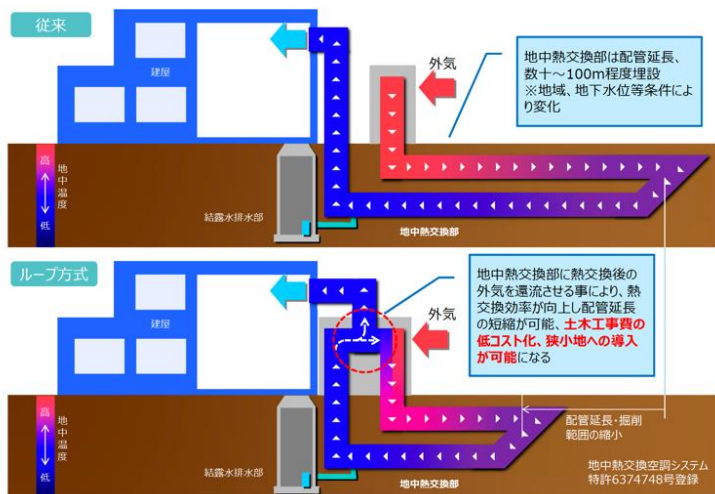 従来
建屋
外気
地中熱交換部は配管延長、
数十～100m程度埋設
※地域、地下水位等条件によ
り変化
高
地中温度
低
結露水排水部
地中熱交換部
ループ方式
建屋
外気
地中熱交換部に熱交換後の
外気を還流させる事により、熱
交換効率が向上し配管延長
の短縮が可能、土木工事費の
低コスト化、狭小地への導入
が可能になる
高
地中温度
低
結露水排水部
地中熱交換部
配管延長・掘削
範囲の縮小
地中熱交換空調システム
特許6374748号登録